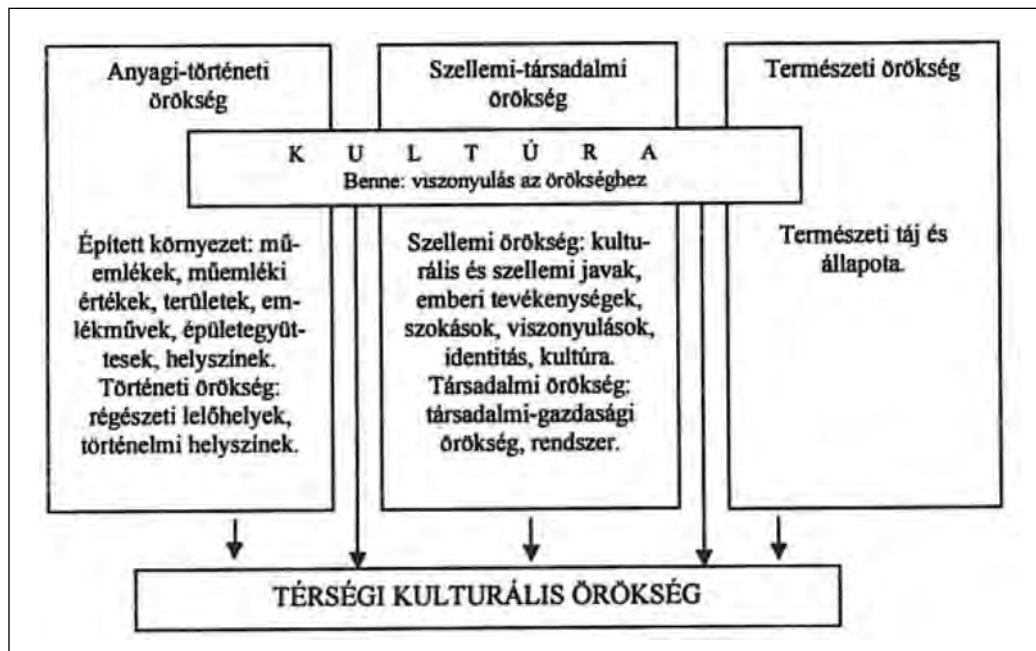 Anyagi-történeti
örökség
Szellemi-társadalmi
örökség
Természeti örökség
K U L T Ú R A
Benne: viszonyulás az örökséghez
Épített környezet: mű-
emlékek, műemléki
értékek, területek, em-
lékművek, épületegyüt-
tesek, helyszínek.
Történeti örökség:
régészeti lelőhelyek,
történelmi helyszínek.
Szellemi örökség: kultu-
rális és szellemi javak,
emberi tevékenységek,
szokások, viszonyulások,
identitás, kultúra.
Társadalmi örökség:
társadalmi-gazdasági
örökség, rendszer.
Természeti táj és
állapota.
TÉRSÉGI KULTURÁLIS ÖRÖKSÉG